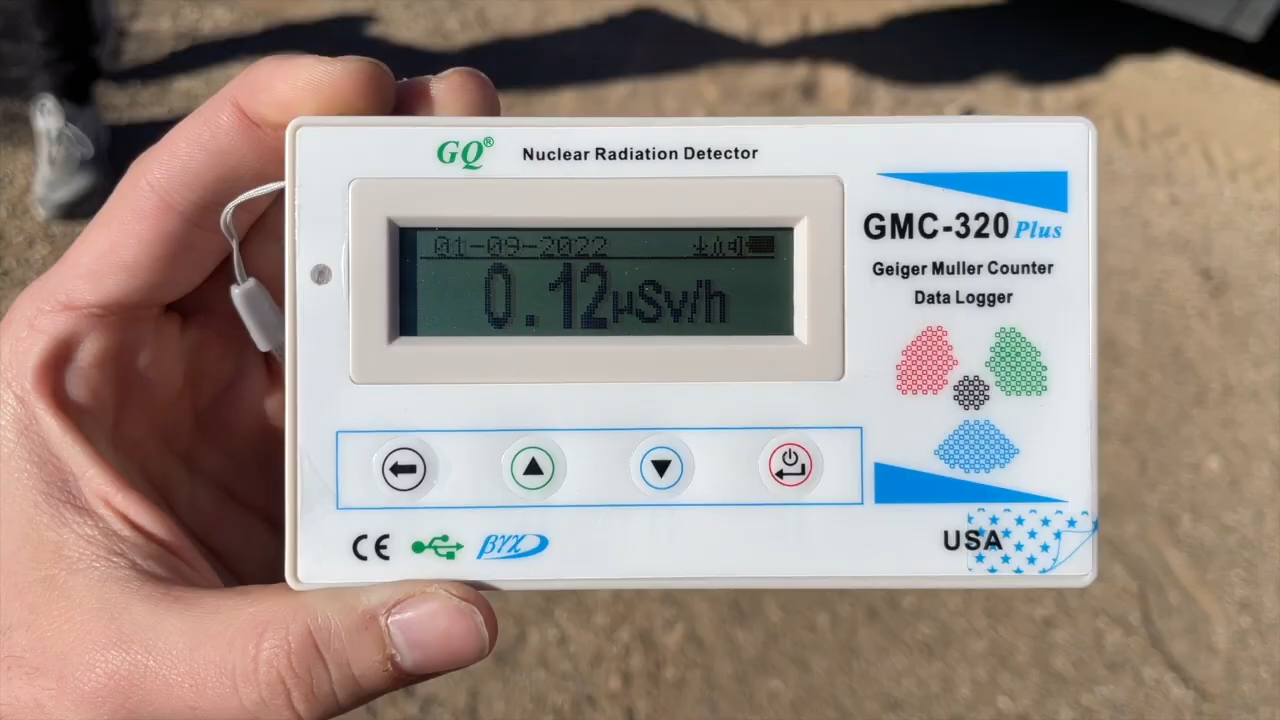 GQ®
Nuclear Radiation Detector
01-09-2022
0.12µSv/h
GMC-320 Plus
Geiger Muller Counter
Data Logger
CE
βγχ
USA